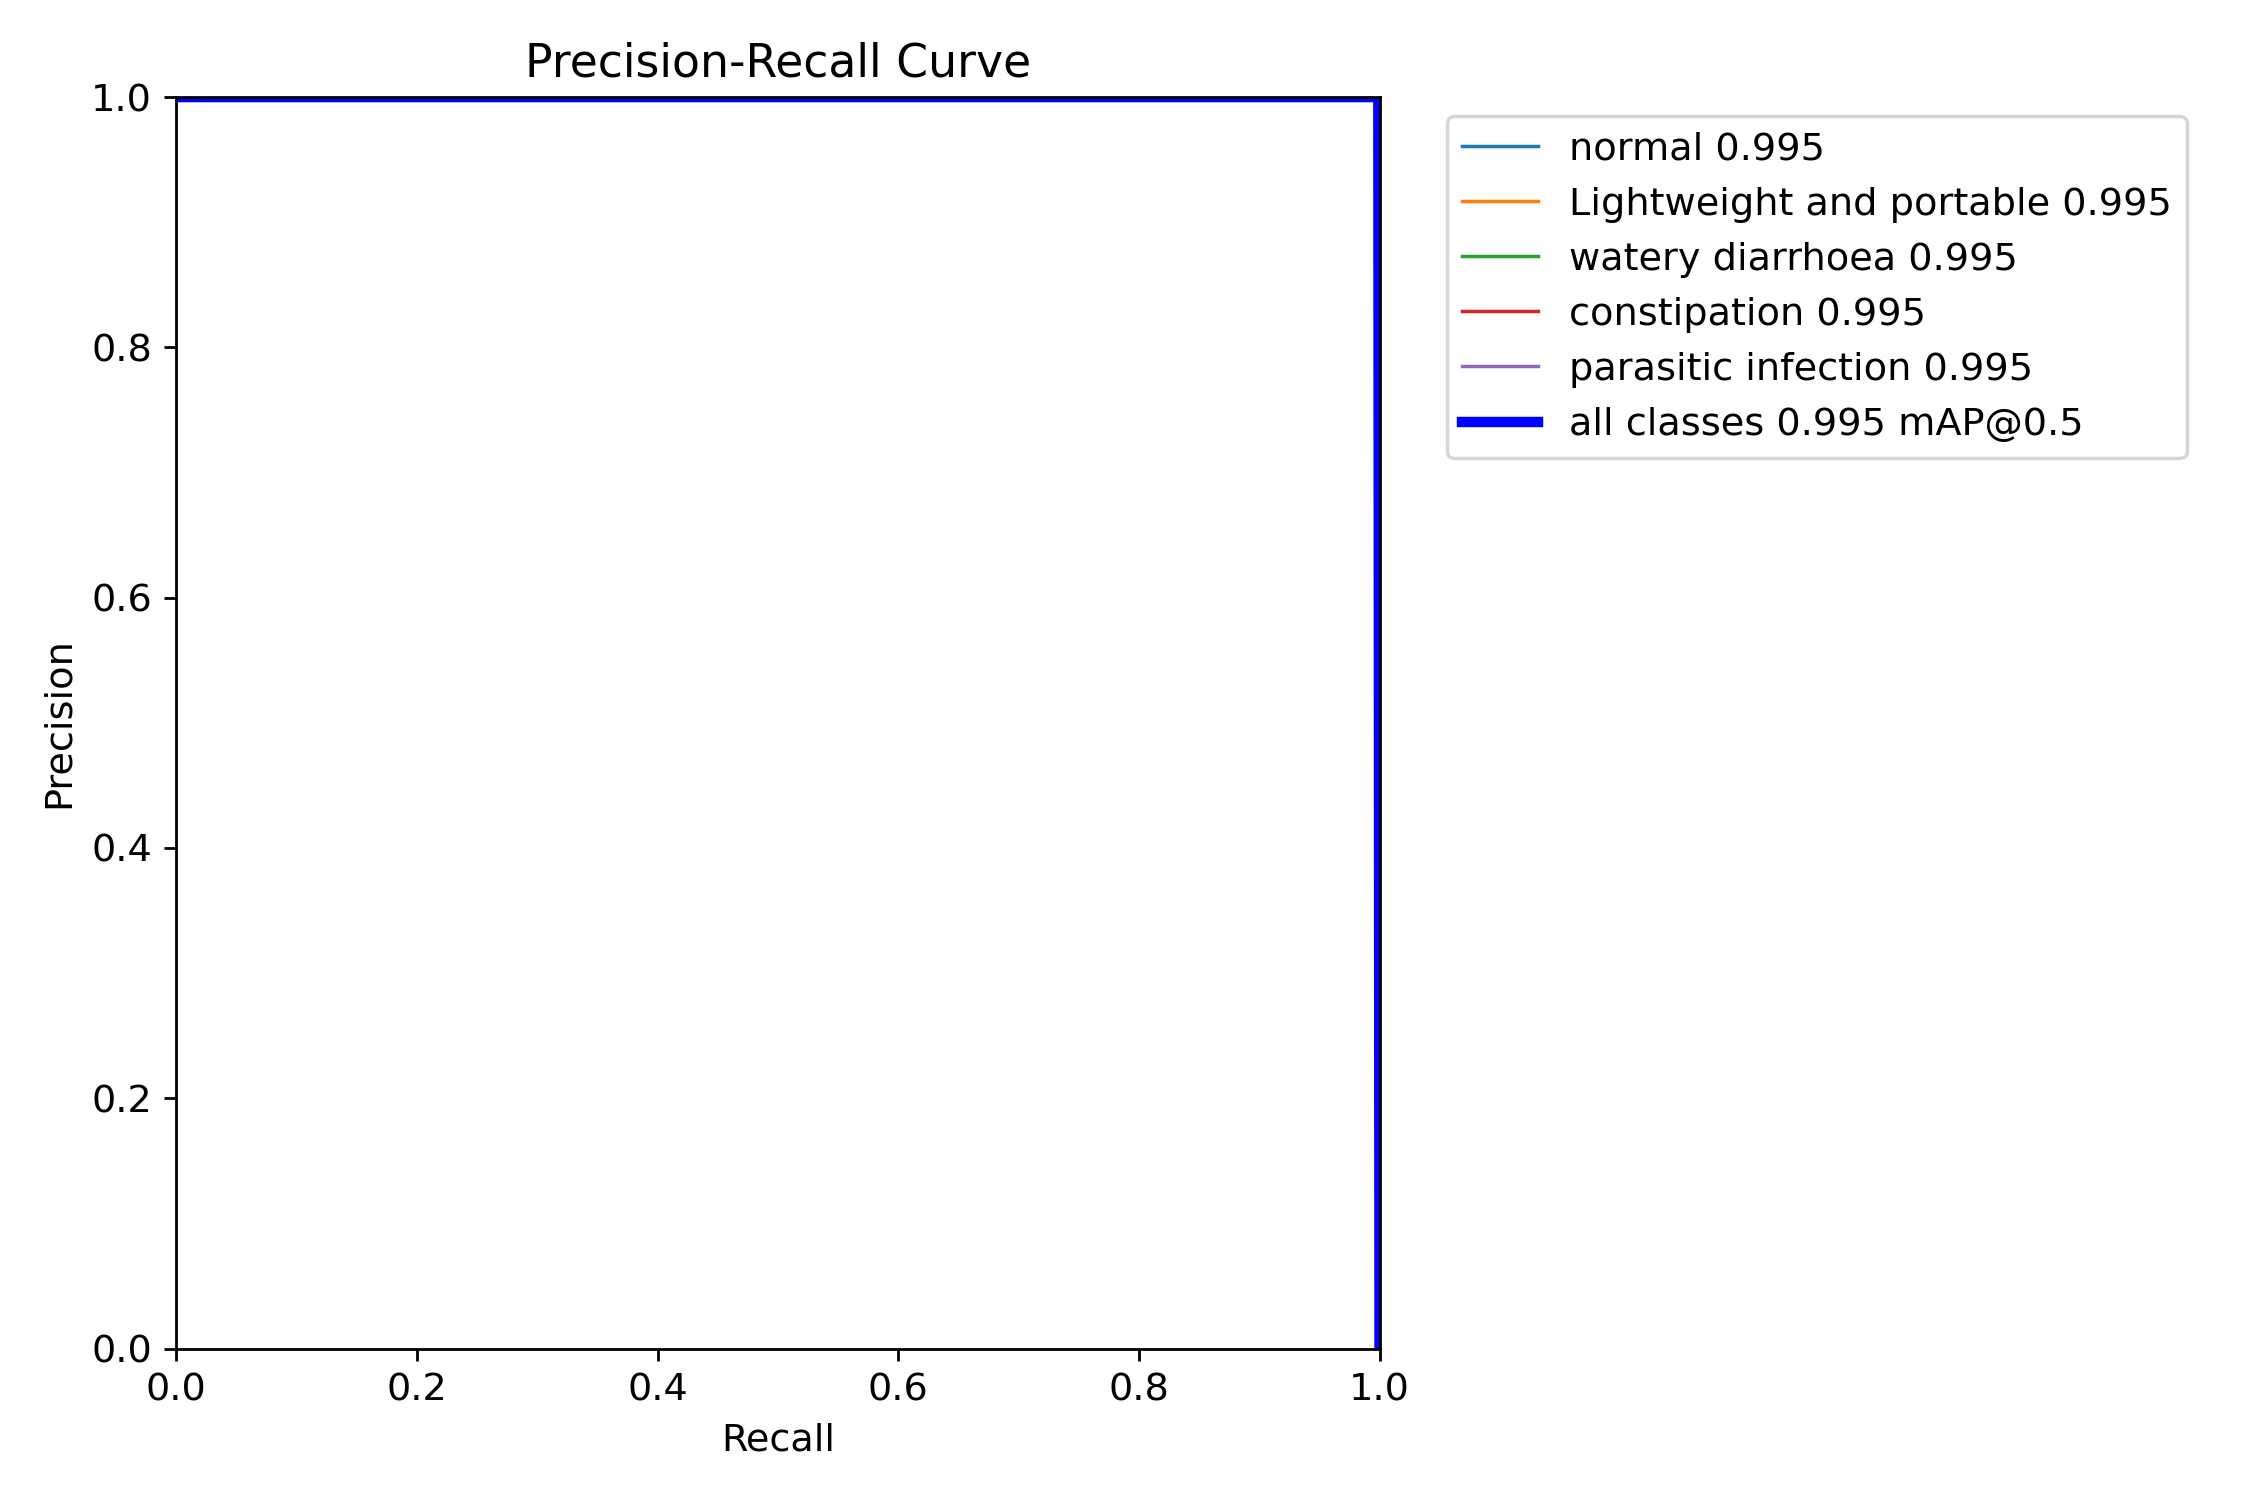 Precision-Recall Curve
1.0
0.8
0.6
0.4
0.2
0.0
Precision
0.0 0.2 0.4 0.6 0.8 1.0
Recall
normal 0.995
Lightweight and portable 0.995
watery diarrhoea 0.995
constipation 0.995
parasitic infection 0.995
all classes 0.995 mAP@0.5